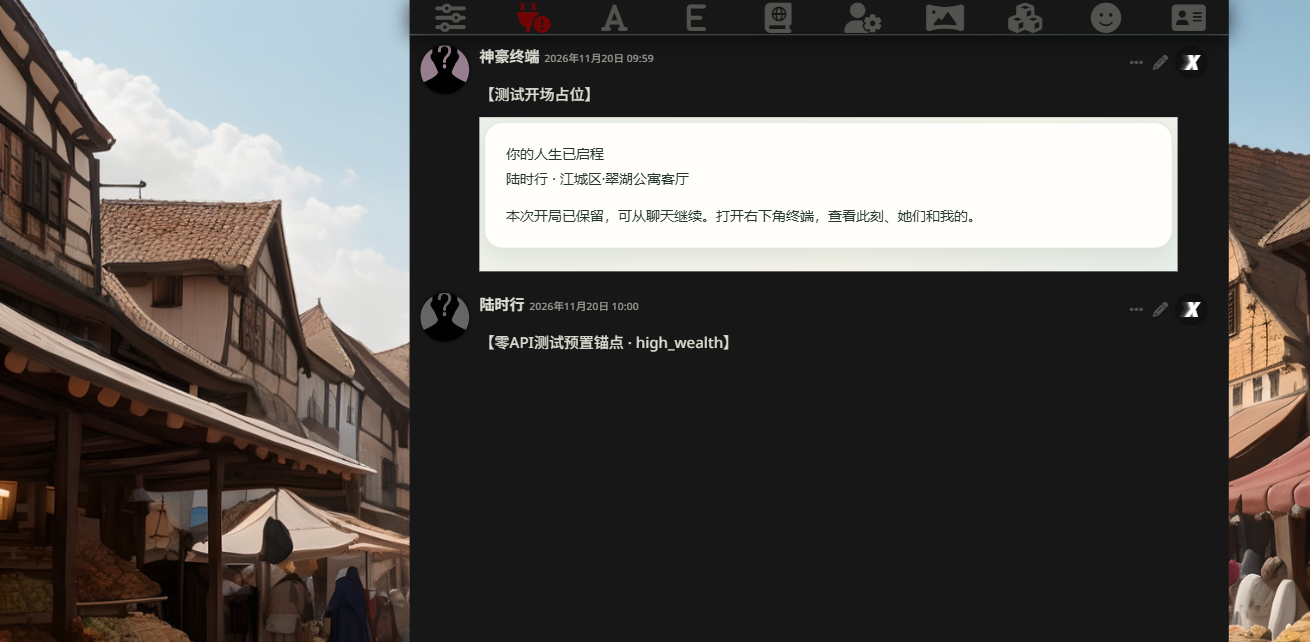 神豪终端 2026年11月20日 09:59
【测试开场占位】
你的人生已启程
陆时行 · 江城区·翠湖公寓客厅
本次开局已保留，可从聊天继续。打开右下角终端，查看此刻、她们和我的。
陆时行 2026年11月20日 10:00
【零API测试预置锚点 · high_wealth】